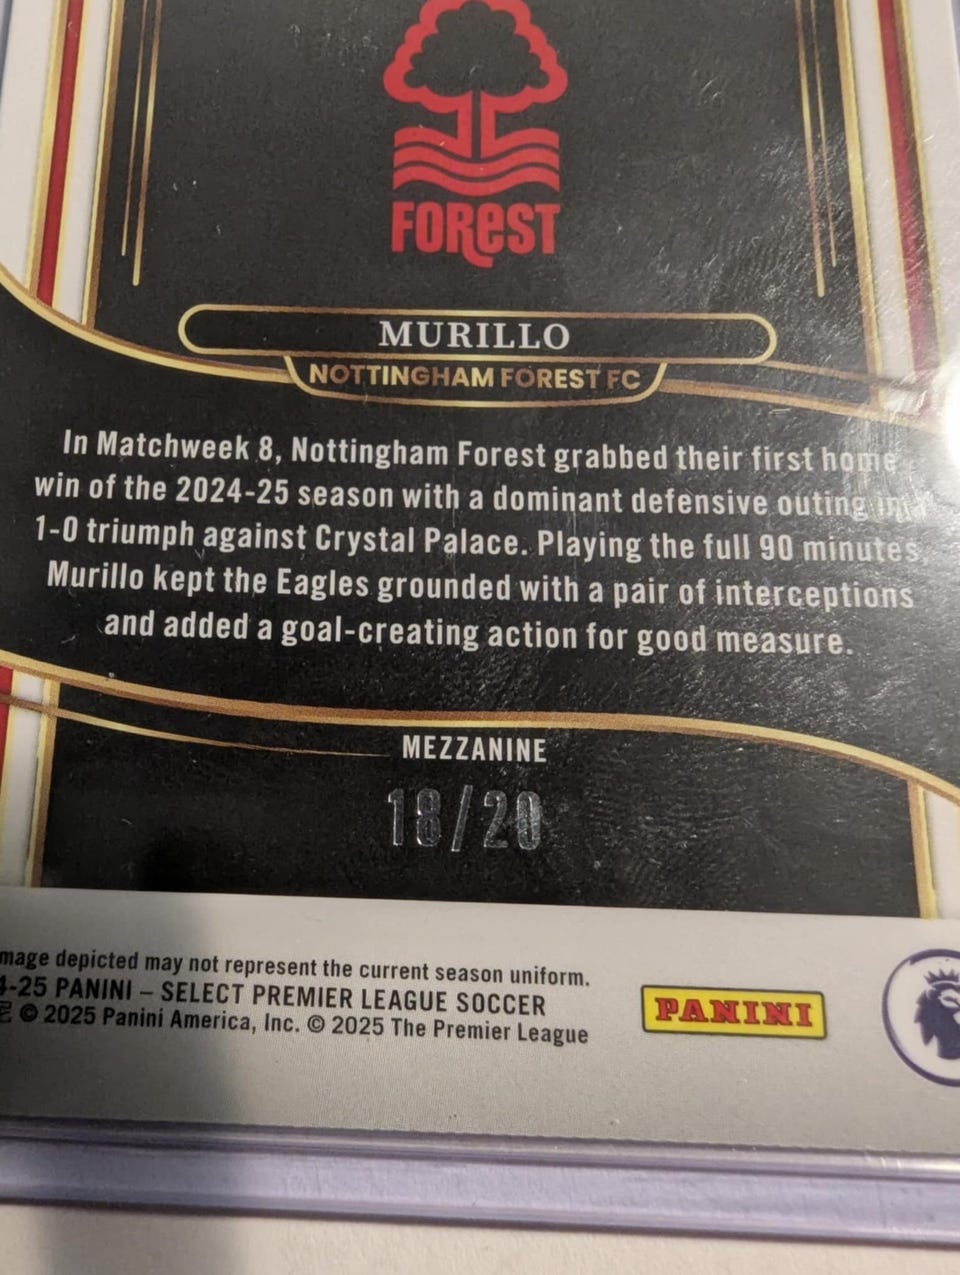 FOREST
MURILLO
NOTTINGHAM FOREST FC
In Matchweek 8, Nottingham Forest grabbed their first home
win of the 2024-25 season with a dominant defensive outing in a
1-0 triumph against Crystal Palace. Playing the full 90 minutes,
Murillo kept the Eagles grounded with a pair of interceptions
and added a goal-creating action for good measure.
MEZZANINE
18/20
mage depicted may not represent the current season uniform.
4-25 PANINI – SELECT PREMIER LEAGUE SOCCER
© 2025 Panini America, Inc. © 2025 The Premier League
PANINI